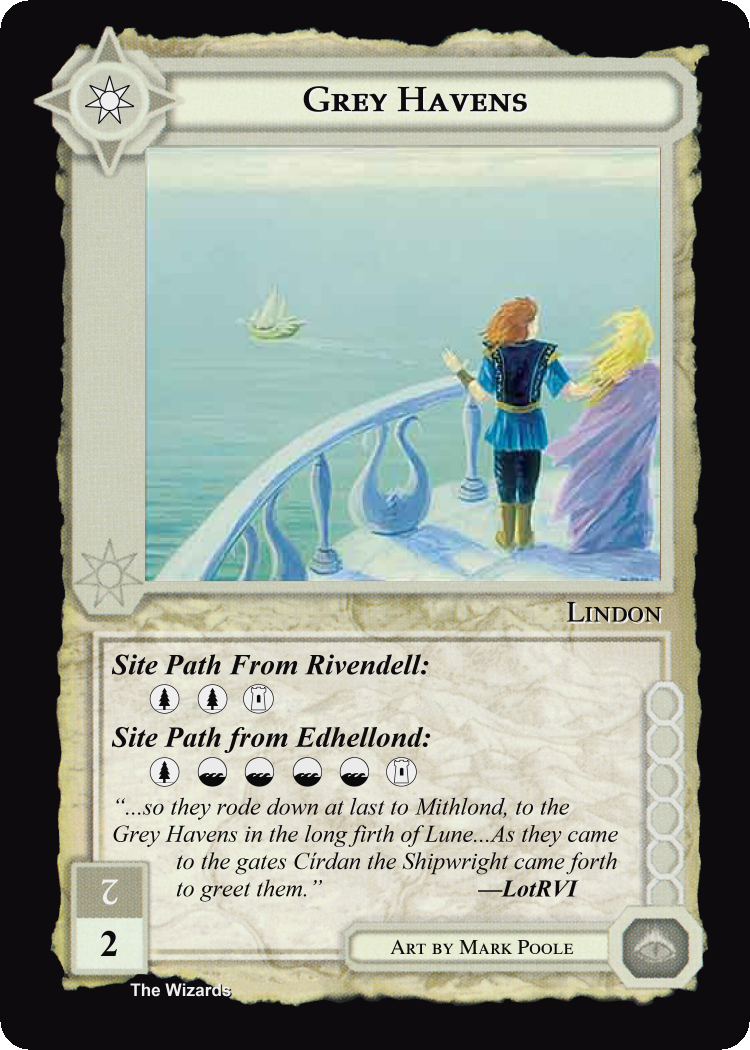 Grey Havens
Lindon
Site Path From Rivendell:
Site Path from Edhellond:
“...so they rode down at last to Mithlond, to the
Grey Havens in the long firth of Lune...As they came
to the gates Círdan the Shipwright came forth
to greet them.” —LotRVI
2
2
Art by Mark Poole
The Wizards